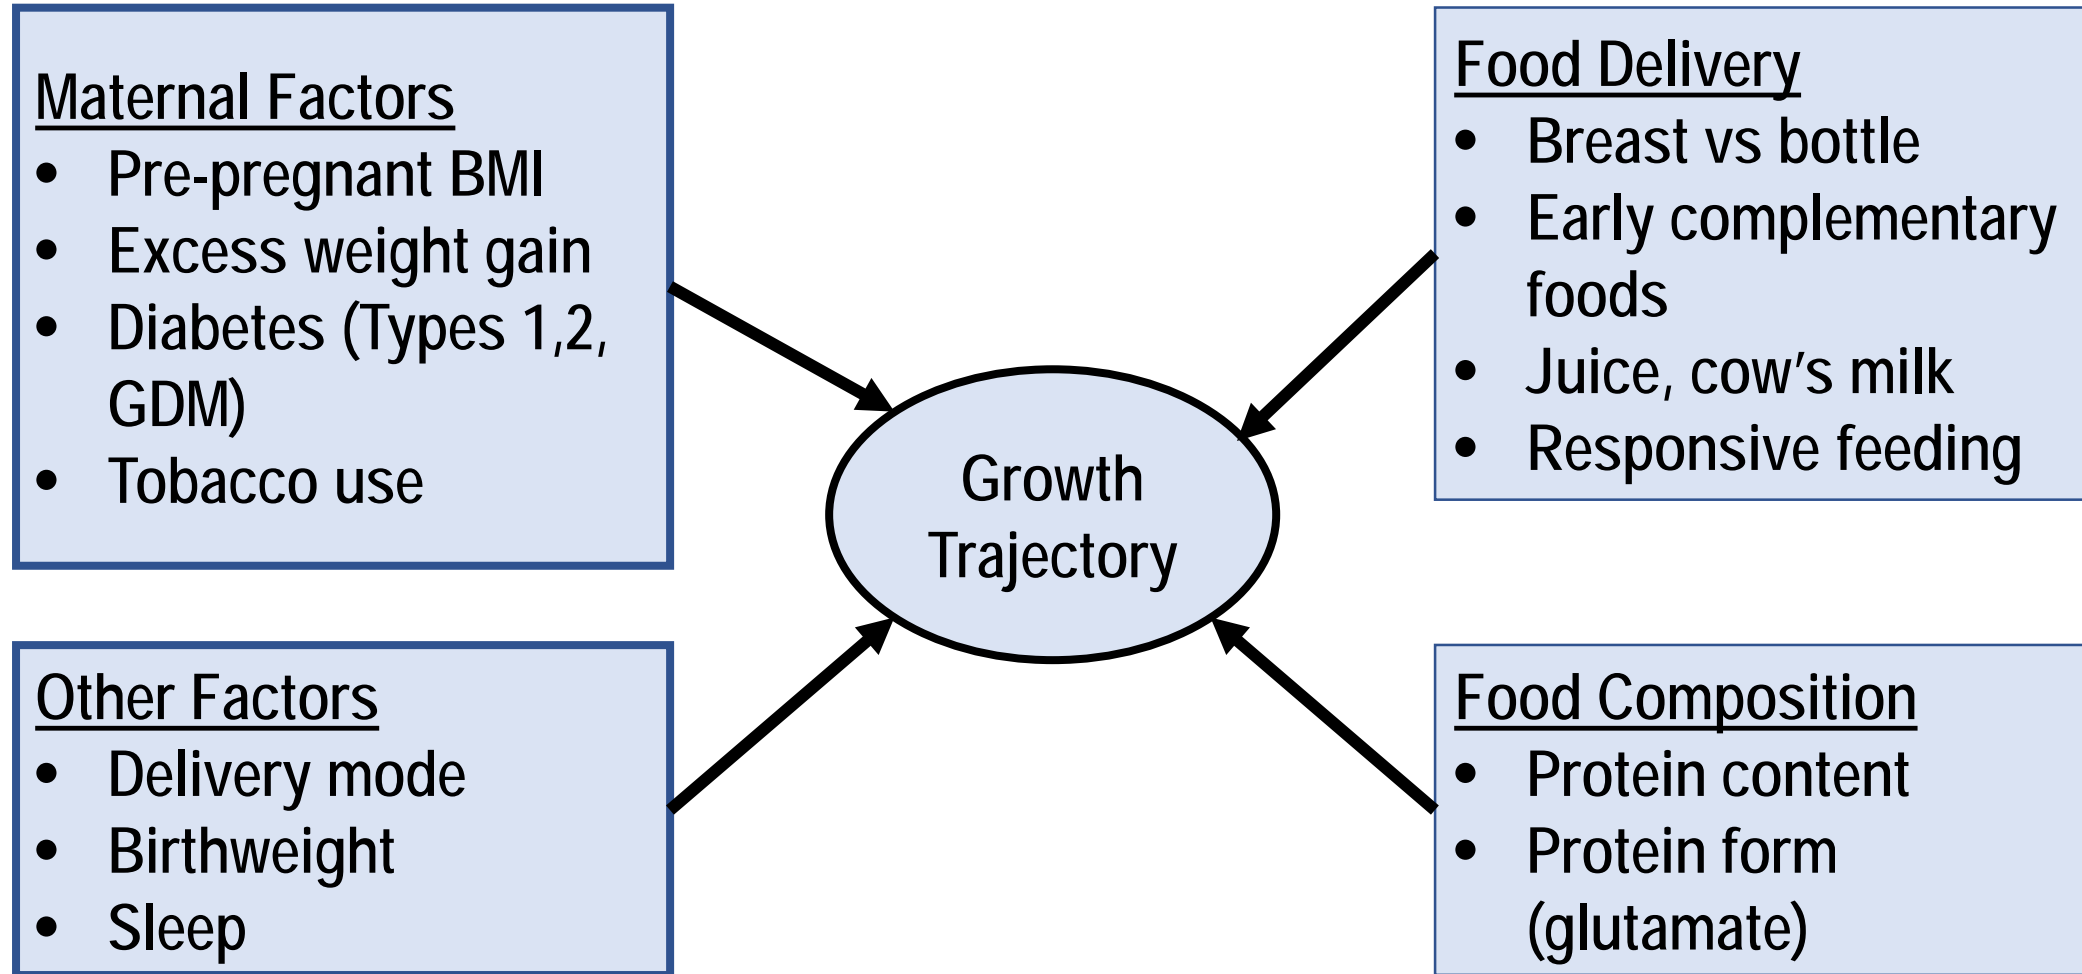 Maternal Factors
• Pre-pregnant BMI
• Excess weight gain
• Diabetes (Types 1,2,
GDM)
• Tobacco use
Food Delivery
• Breast vs bottle
• Early complementary
foods
• Juice, cow’s milk
• Responsive feeding
Growth
Trajectory
Other Factors
• Delivery mode
• Birthweight
• Sleep
Food Composition
• Protein content
• Protein form
(glutamate)